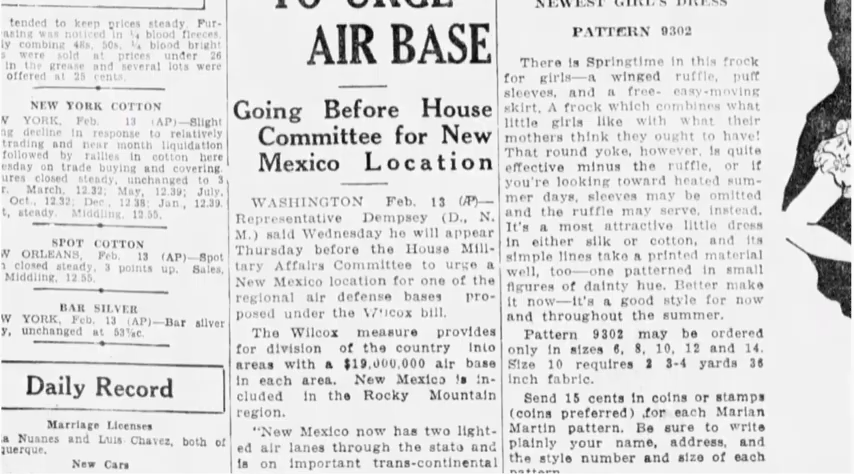 tended to keep prices steady. Fur-
was noticed in ¼ blood fleeces.
combing 48s, 50s, ¼ blood bright
were sold at prices under 26
in the grease and several lots were
offered at 25 cents.
NEW YORK COTTON
YORK, Feb. 13 (AP)—Slight
decline in response to relatively
trading and near month liquidation
followed by rallies in cotton here
on trade buying and covering.
closed steady, unchanged to 3
March, 12.32; May, 12.39; July,
Oct., 12.32; Dec., 12.38; Jan., 12.39.
steady. Middling, 12.55.
SPOT COTTON
ORLEANS, Feb. 13 (AP)—Spot
closed steady, 3 points up. Sales,
Middling, 12.55.
BAR SILVER
W YORK, Feb. 13 (AP)—Bar silver
y, unchanged at 53⅝c.
Daily Record
Marriage Licenses
a Nuanes and Luis Chavez, both of
querque.
New Cars
TO URGE
AIR BASE
Going Before House
Committee for New
Mexico Location
WASHINGTON Feb. 13 (AP)—
Representative Dempsey (D., N.
M.) said Wednesday he will appear
Thursday before the House Mili-
tary Affairs Committee to urge a
New Mexico location for one of the
regional air defense bases pro-
posed under the Wilcox bill.
The Wilcox measure provides
for division of the country into
areas with a $19,000,000 air base
in each area. New Mexico is in-
cluded in the Rocky Mountain
region.
"New Mexico now has two light-
ed air lanes through the state and
is on important trans-continental
NEWEST GIRL'S DRESS
PATTERN 9302
There is Springtime in this frock
for girls—a winged ruffle, puff
sleeves, and a free- easy-moving
skirt. A frock which combines what
little girls like with what their
mothers think they ought to have!
That round yoke, however, is quite
effective minus the ruffle, or if
you're looking toward heated sum-
mer days, sleeves may be omitted
and the ruffle may serve, instead.
It's a most attractive little dress
in either silk or cotton, and its
simple lines take a printed material
well, too—one patterned in small
figures of dainty hue. Better make
it now—it's a good style for now
and throughout the summer.
Pattern 9302 may be ordered
only in sizes 6, 8, 10, 12 and 14.
Size 10 requires 2 3-4 yards 36
inch fabric.
Send 15 cents in coins or stamps
(coins preferred) for each Marian
Martin pattern. Be sure to write
plainly your name, address, and
the style number and size of each
pattern.